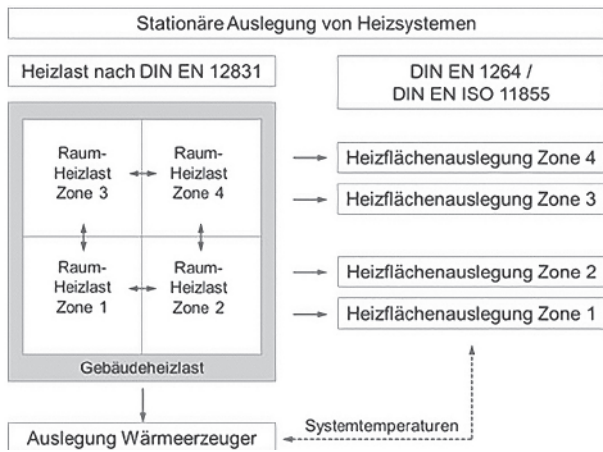 Stationäre Auslegung von Heizsystemen
Heizlast nach DIN EN 12831
DIN EN 1264 /
DIN EN ISO 11855
Raum-
Heizlast
Zone 3
Raum-
Heizlast
Zone 4
Raum-
Heizlast
Zone 1
Raum-
Heizlast
Zone 2
Gebäudeheizlast
Heizflächenauslegung Zone 4
Heizflächenauslegung Zone 3
Heizflächenauslegung Zone 2
Heizflächenauslegung Zone 1
Systemtemperaturen
Auslegung Wärmeerzeuger